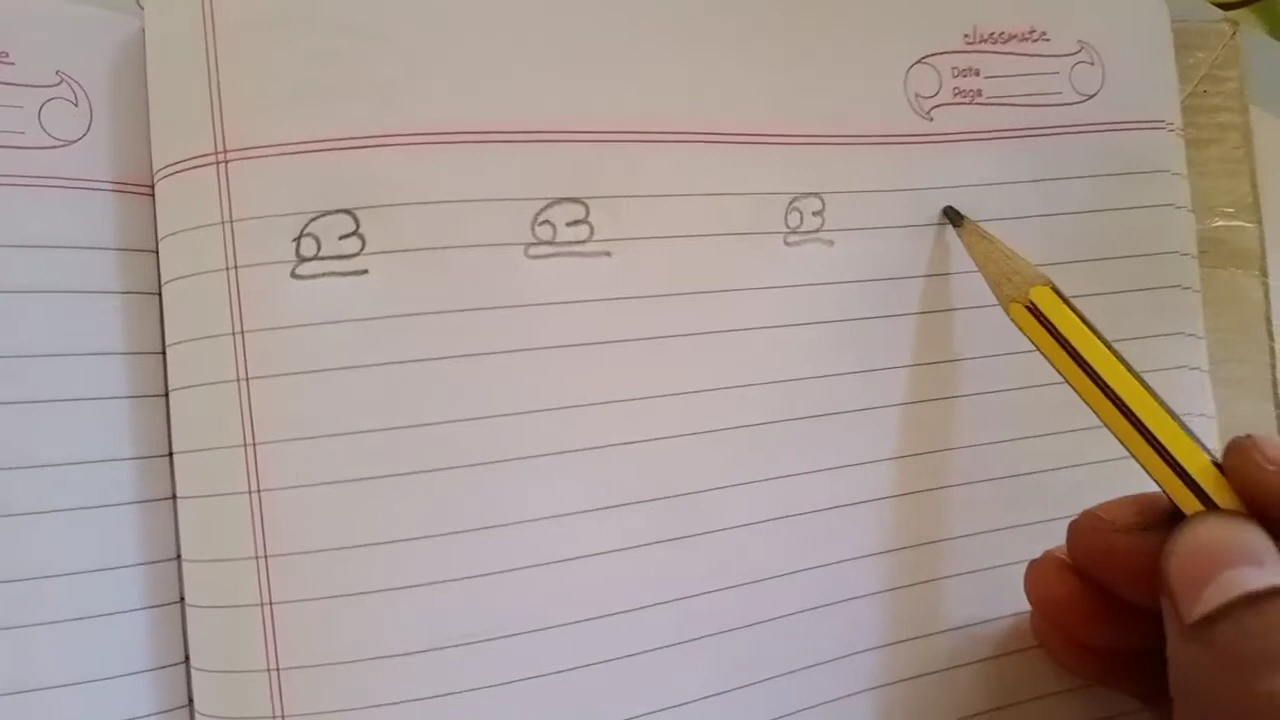 classmate
Date
Page
ഇ ഇ ഇ